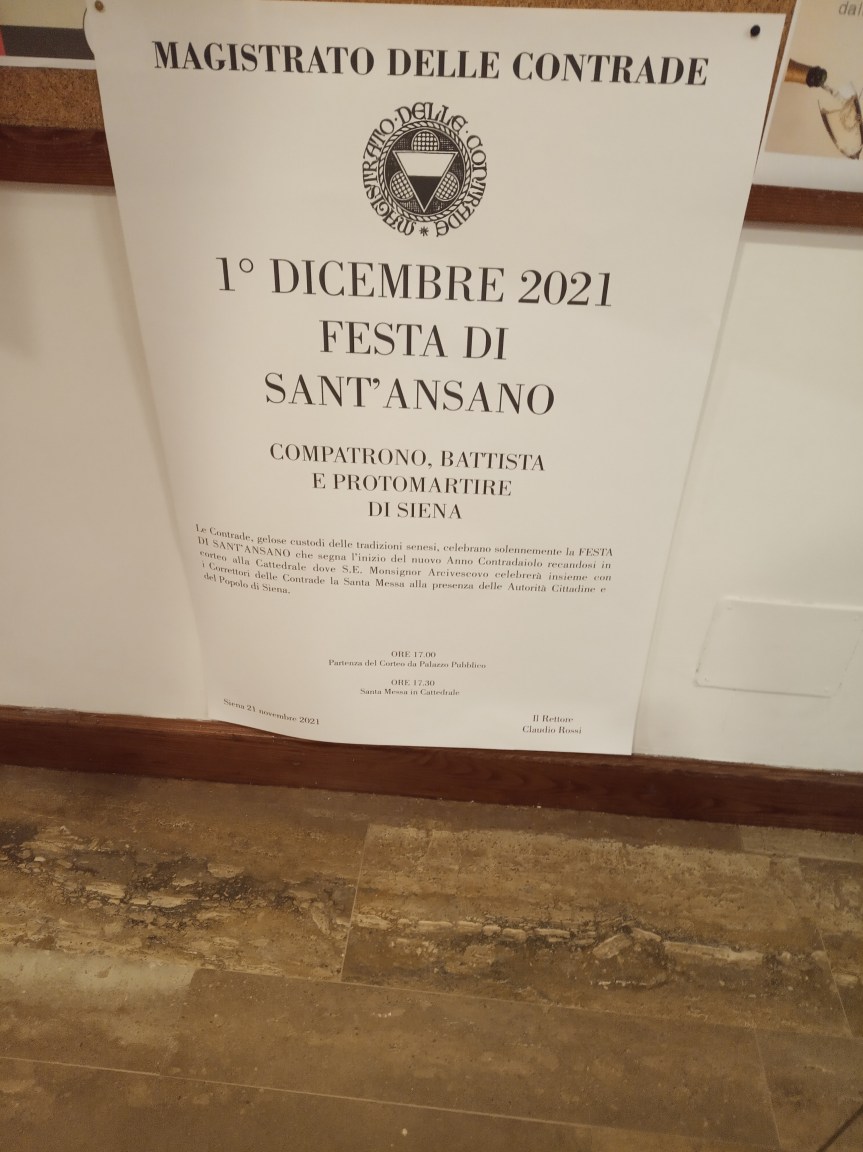 MAGISTRATO DELLE CONTRADE
MAGISTRATO·DELLE·CONTRADE
1° DICEMBRE 2021
FESTA DI
SANT'ANSANO
COMPATRONO, BATTISTA
E PROTOMARTIRE
DI SIENA
Le Contrade, gelose custodi delle tradizioni senesi, celebrano solennemente la FESTA
DI SANT'ANSANO che segna l'inizio del nuovo Anno Contradaiolo recandosi in
corteo alla Cattedrale dove S.E. Monsignor Arcivescovo celebrerà insieme con
i Correttori delle Contrade la Santa Messa alla presenza delle Autorità Cittadine e
del Popolo di Siena.
ORE 17.00
Partenza del Corteo da Palazzo Pubblico
ORE 17.30
Santa Messa in Cattedrale
Siena 21 novembre 2021
Il Rettore
Claudio Rossi